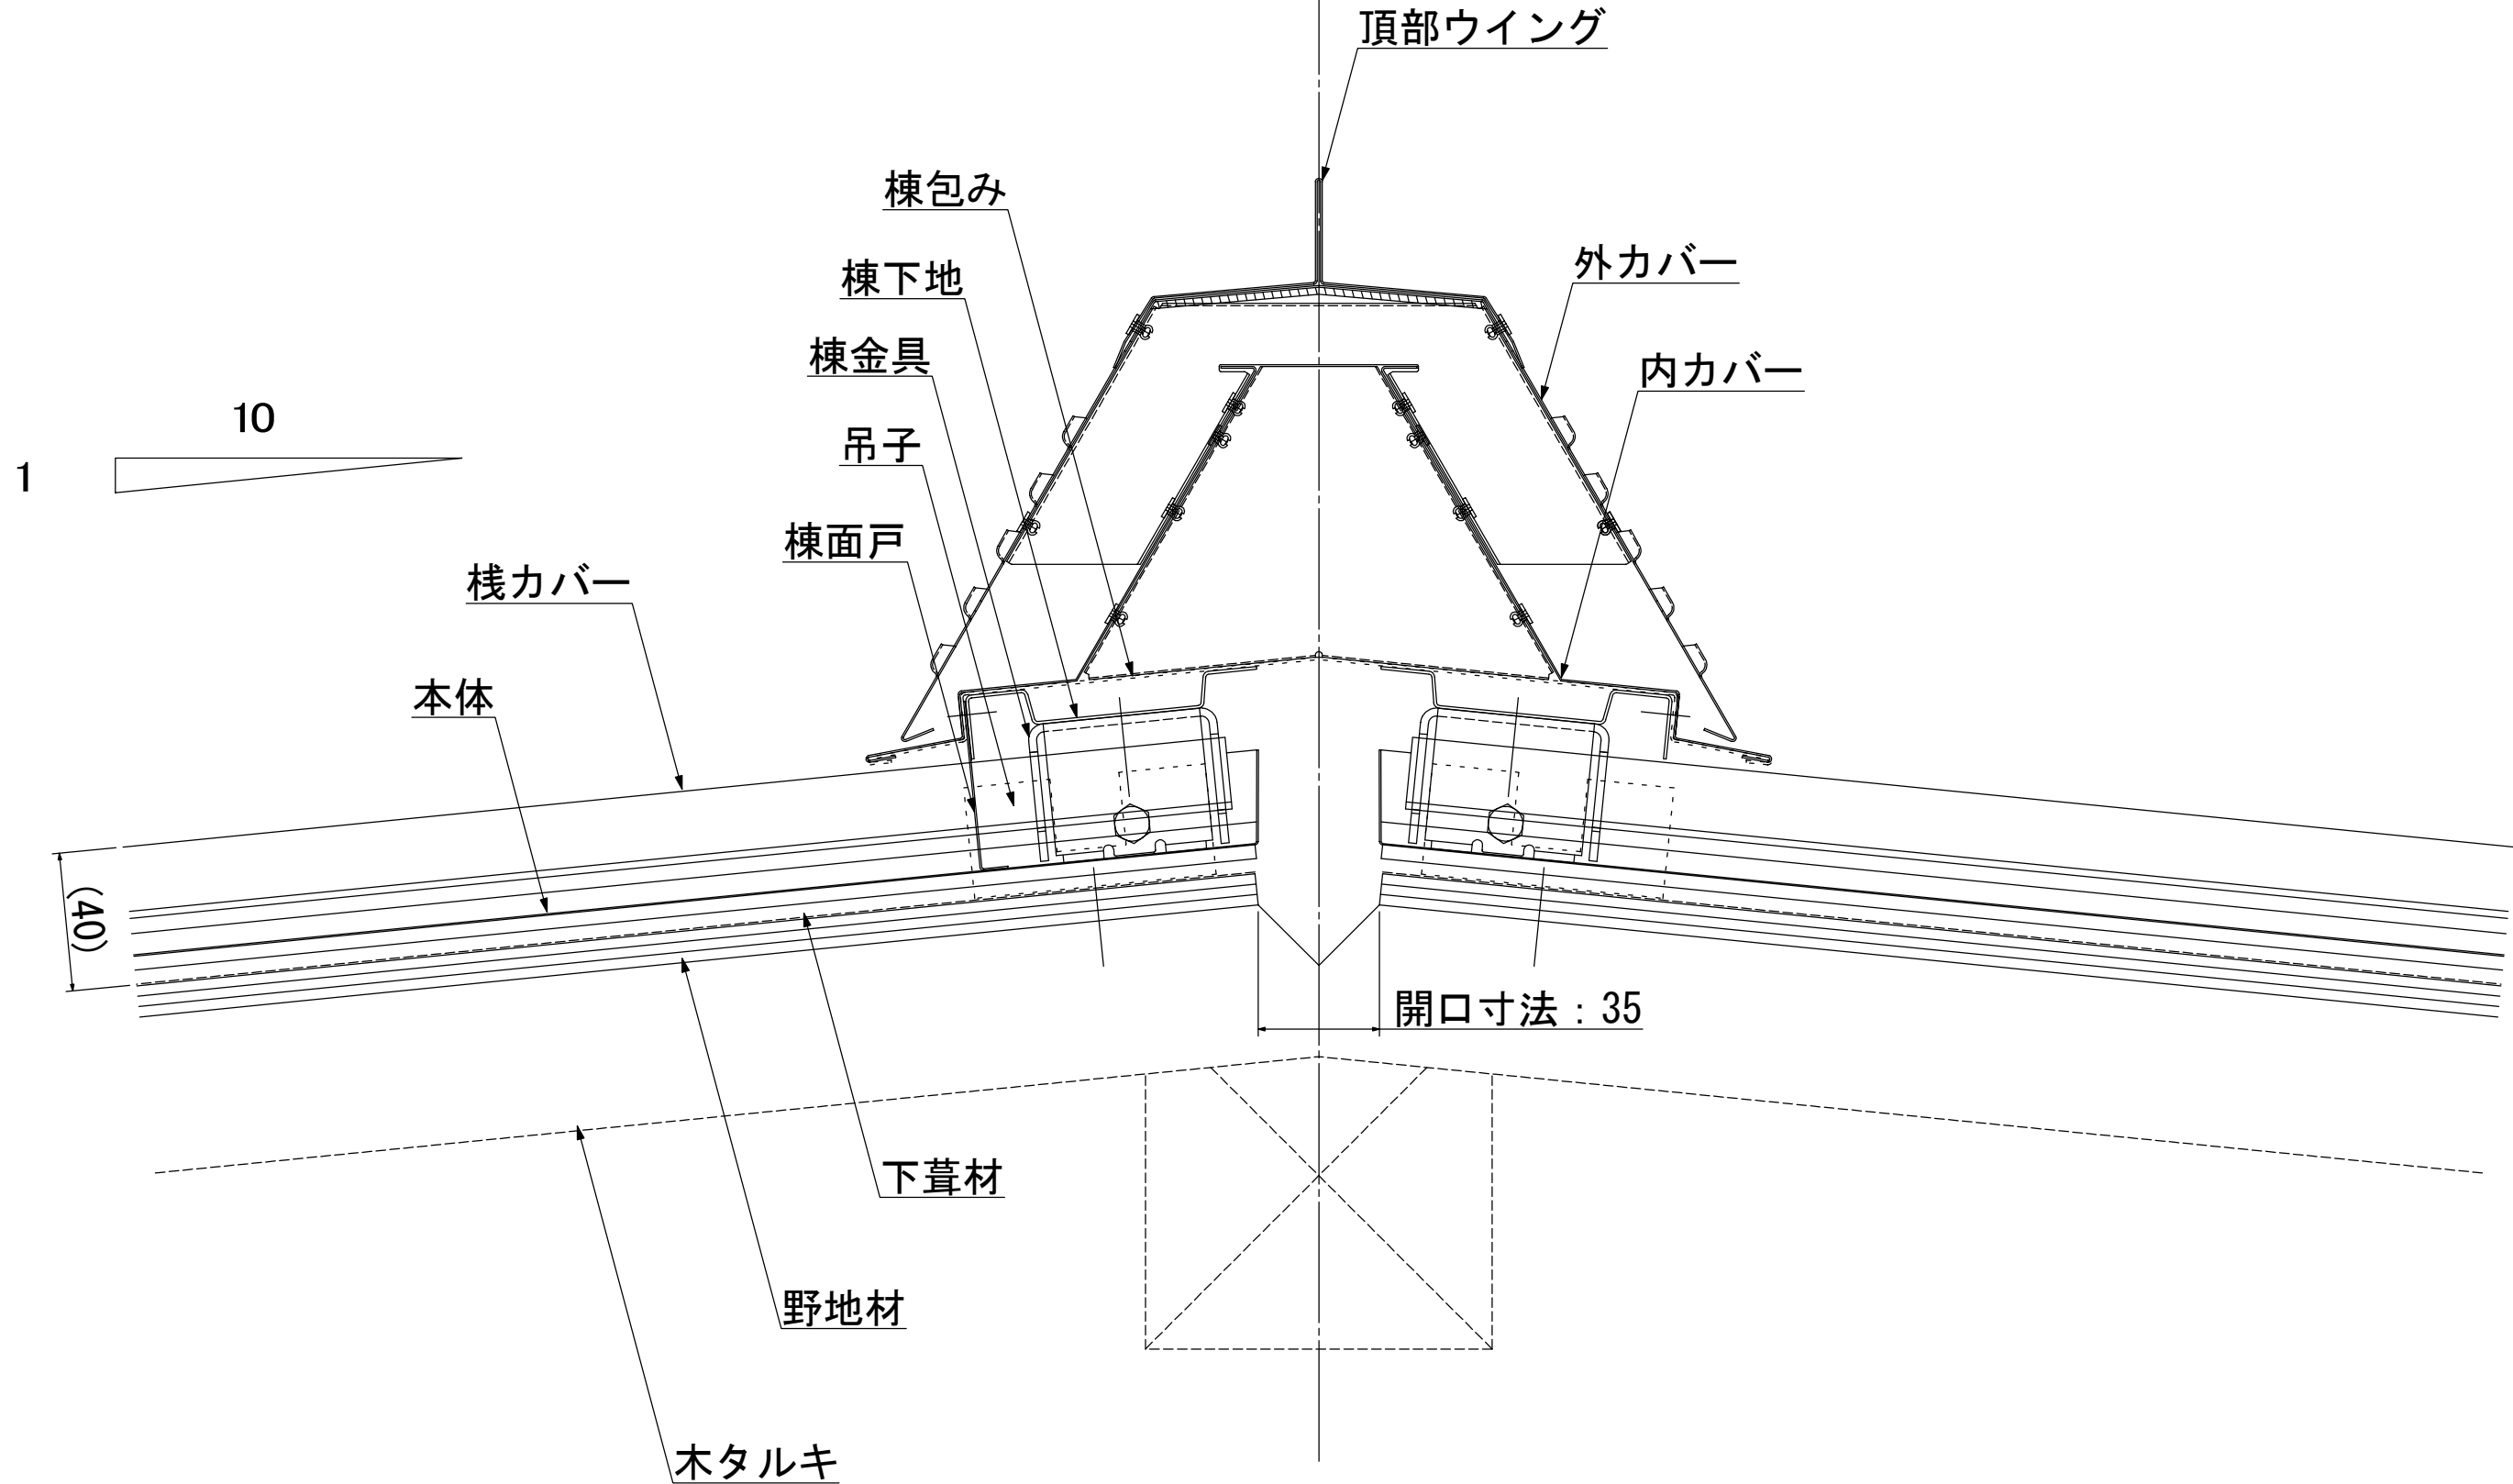 頂部ウイング
棟包み
外カバー
棟下地
棟金具
内カバー
10
1
吊子
棟面戸
桟カバー
本体
(40)
開口寸法：35
下葺材
野地材
木タルキ